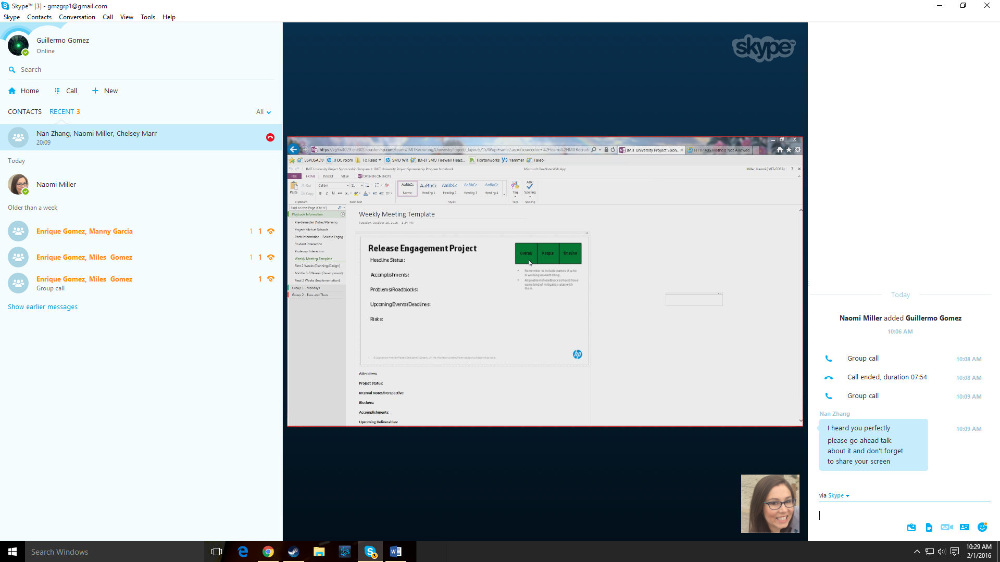 Skype™ [3] - gmzgrp1@gmail.com
Skype Contacts Conversation Call View Tools Help
Guillermo Gomez
Online
Search
Home Call New
CONTACTS RECENT 3 All
Nan Zhang, Naomi Miller, Chelsey Marr
20:09
Today
Naomi Miller
Older than a week
Enrique Gomez, Manny Garcia 1 1
Enrique Gomez, Miles Gomez 1 1
Enrique Gomez, Miles Gomez 1
Group call
Show earlier messages
skype™
https://vg9w4029-ent302.houston.hp.com/teams/IMITRecruiting/UniverstiyProject/_layouts/15/WopiFrame2.aspx?sourcedoc=%2Fteams%2FIMITRecruiti
IMIT University Project Spon... HTTP 405 Method Not Allowed
SSPUSADV ITOC room To Read SMO WR IM-IT SMO Firewall Head... Hortonworks Yammer Taleo
IMIT University Project Sponsorship Program IMIT University Project Sponsorship Program Notebook Microsoft OneNote Web App Miller, Naomi (IMIT-GDBA) ?
FILE HOME INSERT VIEW OPEN IN ONENOTE
Paste Cut Copy Calibri 11 B I U abc
AaBbCc AaBbCc AaBbCc AaBbCc AaBbCc
Normal Heading 1 Heading 2 Heading 3 Heading 4
Tag ABC Spelling
Clipboard Basic Text Styles Tags Spelling
Find on this Page (Ctrl+F)
Playbook Information
Pre-Semester Duties/Planning
Project Pitch at Schools
Pitch Information - Release Engag
Student Interaction
Professor Interaction
Weekly Meeting Template
First 2 Weeks (Planning/Design)
Middle 3-8 Weeks (Development)
Final 2 Weeks (Implementation)
Group 1 - Mondays
Group 2 - Tues and Thurs
Weekly Meeting Template
Tuesday, October 13, 2015 1:24 PM
Release Engagement Project
Overall People Timeline
Headline Status:
Accomplishments:
Problems/Roadblocks:
Upcoming Events/Deadlines:
Risks:
Remember to include names of who
is working on each thing.
All problems/roadblocks should have
some kind of mitigation plan with
them.
hp
Attendees:
Project Status:
Internal Notes/Perspective:
Blockers:
Accomplishments:
Upcoming Deliverables:
Today
Naomi Miller added Guillermo Gomez
10:06 AM
Group call 10:08 AM
Call ended, duration 07:54 10:08 AM
Group call 10:09 AM
Nan Zhang
I heard you perfectly 10:09 AM
please go ahead talk
about it and don't forget
to share your screen
via Skype
Search Windows
3
10:29 AM
2/1/2016